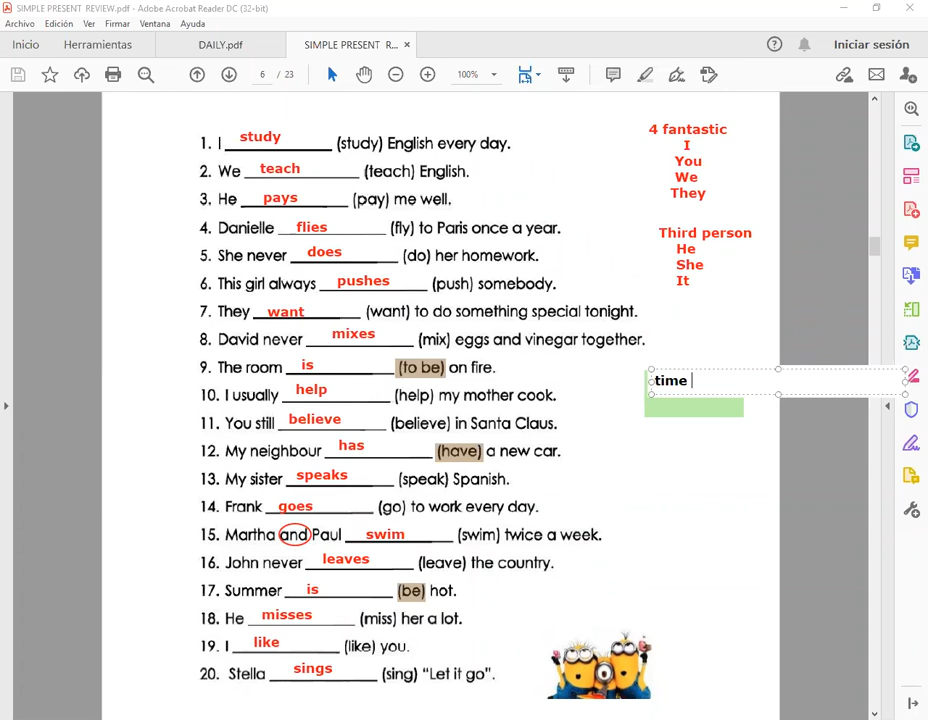 SIMPLE PRESENT REVIEW.pdf - Adobe Acrobat Reader DC (32-bit)
Archivo Edición Ver Firmar Ventana Ayuda
Inicio Herramientas DAILY.pdf SIMPLE PRESENT R... × Iniciar sesión
6 / 23 100%
1. I study (study) English every day.
2. We teach (teach) English.
3. He pays (pay) me well.
4. Danielle flies (fly) to Paris once a year.
5. She never does (do) her homework.
6. This girl always pushes (push) somebody.
7. They want (want) to do something special tonight.
8. David never mixes (mix) eggs and vinegar together.
9. The room is (to be) on fire.
10. I usually help (help) my mother cook.
11. You still believe (believe) in Santa Claus.
12. My neighbour has (have) a new car.
13. My sister speaks (speak) Spanish.
14. Frank goes (go) to work every day.
15. Martha and Paul swim (swim) twice a week.
16. John never leaves (leave) the country.
17. Summer is (be) hot.
18. He misses (miss) her a lot.
19. I like (like) you.
20. Stella sings (sing) “Let it go”.
4 fantastic
I
You
We
They
Third person
He
She
It
time